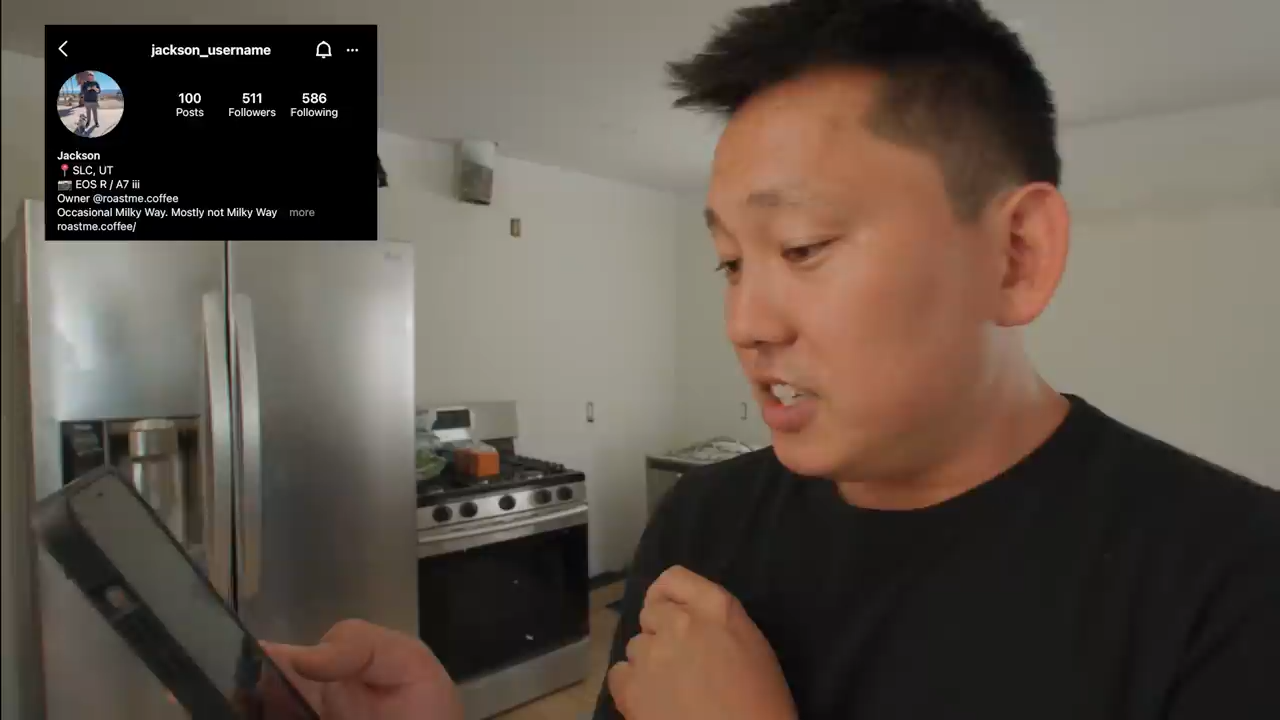 jackson_username
100 511 586
Posts Followers Following
Jackson
📍 SLC, UT
📷 EOS R / A7 iii
Owner @roastme.coffee
Occasional Milky Way. Mostly not Milky Way more
roastme.coffee/